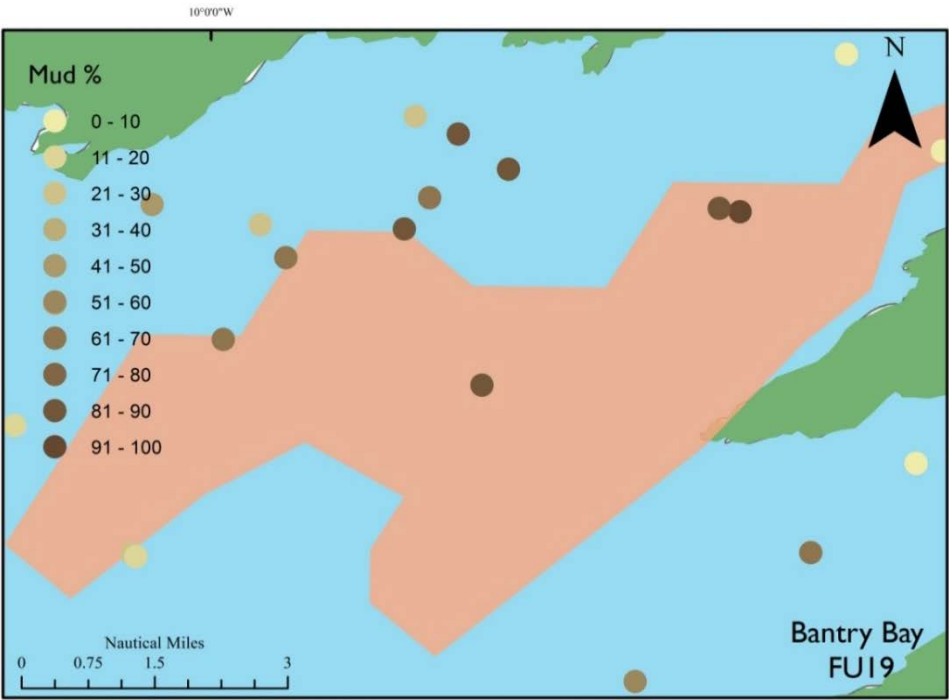 10°0'0"W
N
Mud %
0 - 10
11 - 20
21 - 30
31 - 40
41 - 50
51 - 60
61 - 70
71 - 80
81 - 90
91 - 100
Nautical Miles
0 0.75 1.5 3
Bantry Bay
FU19